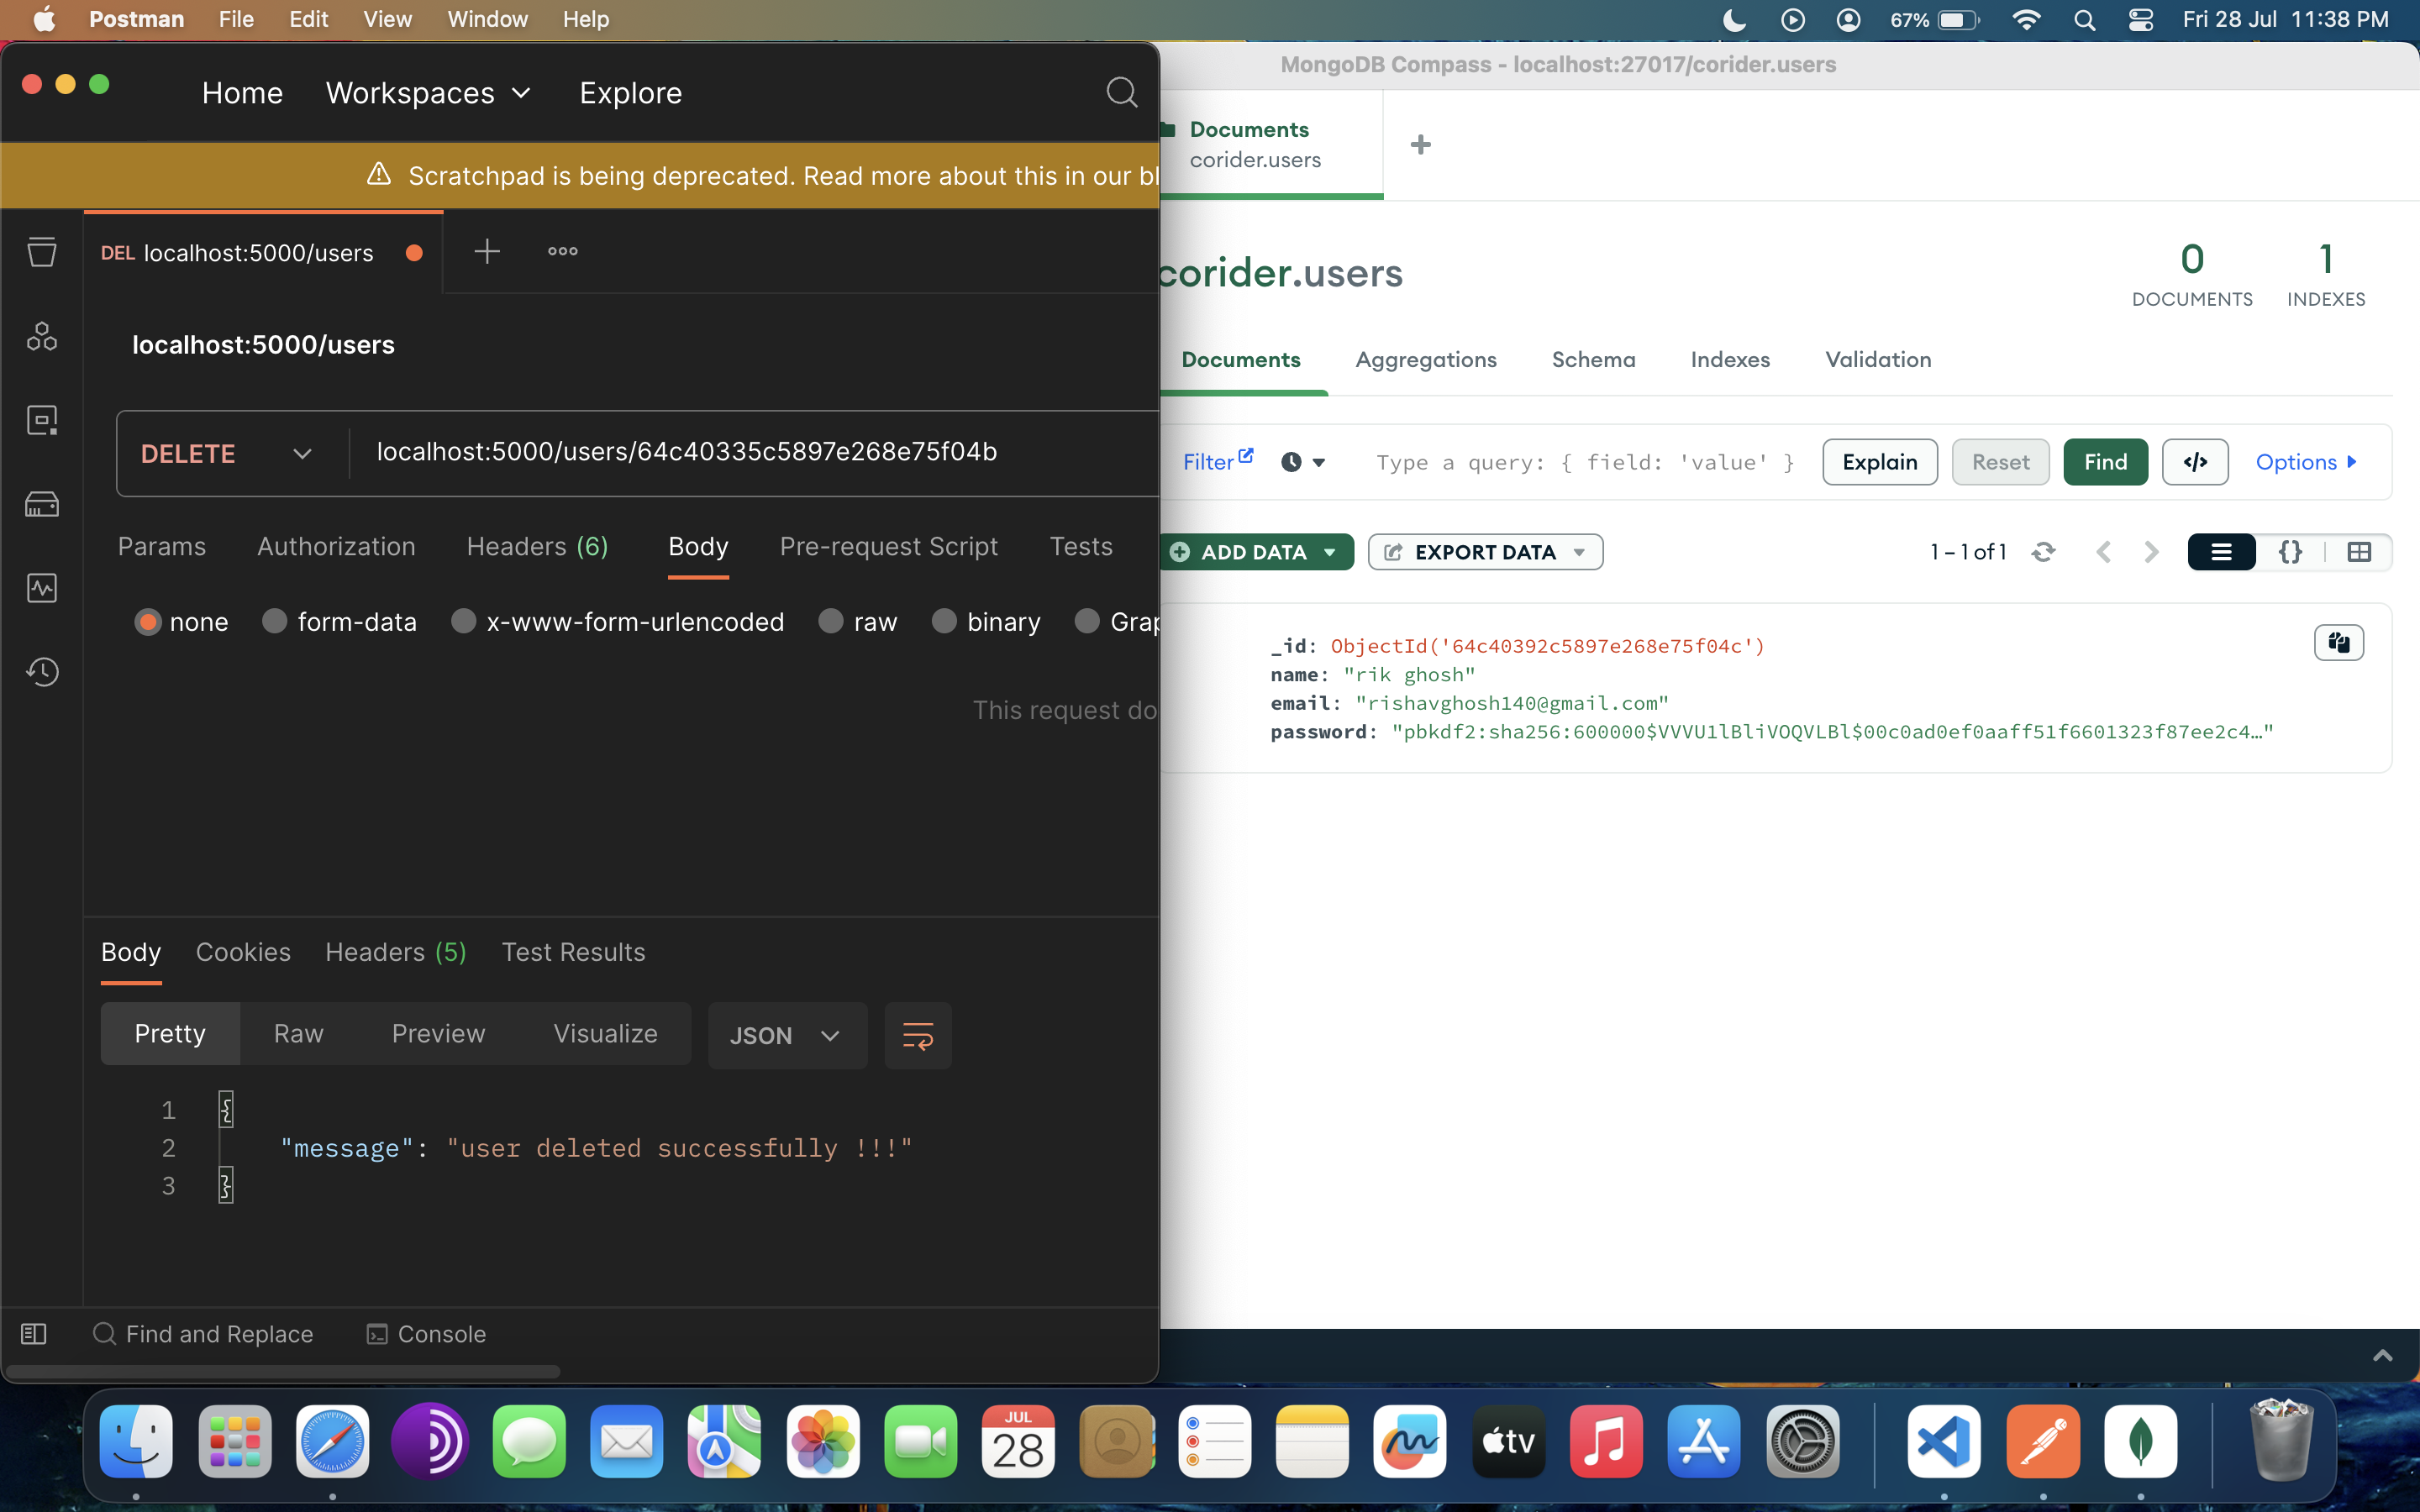 Postman File Edit View Window Help 67% Fri 28 Jul 11:38 PM
Home Workspaces Explore
Scratchpad is being deprecated. Read more about this in our bl
DEL localhost:5000/users
localhost:5000/users
DELETE localhost:5000/users/64c40335c5897e268e75f04b
Params Authorization Headers (6) Body Pre-request Script Tests
none form-data x-www-form-urlencoded raw binary Grap
This request do
Body Cookies Headers (5) Test Results
Pretty Raw Preview Visualize JSON
1 {
2 "message": "user deleted successfully !!!"
3 }
Find and Replace Console
MongoDB Compass - localhost:27017/corider.users
Documents
corider.users
corider.users
0 DOCUMENTS
1 INDEXES
Documents Aggregations Schema Indexes Validation
Filter Type a query: { field: 'value' } Explain Reset Find </> Options
ADD DATA EXPORT DATA 1 – 1 of 1 {}
_id: ObjectId('64c40392c5897e268e75f04c')
name: "rik ghosh"
email: "rishavghosh140@gmail.com"
password: "pbkdf2:sha256:600000$VVVU1lBliVOQVLBl$00c0ad0ef0aaff51f6601323f87ee2c4…"
JUL
28
tv